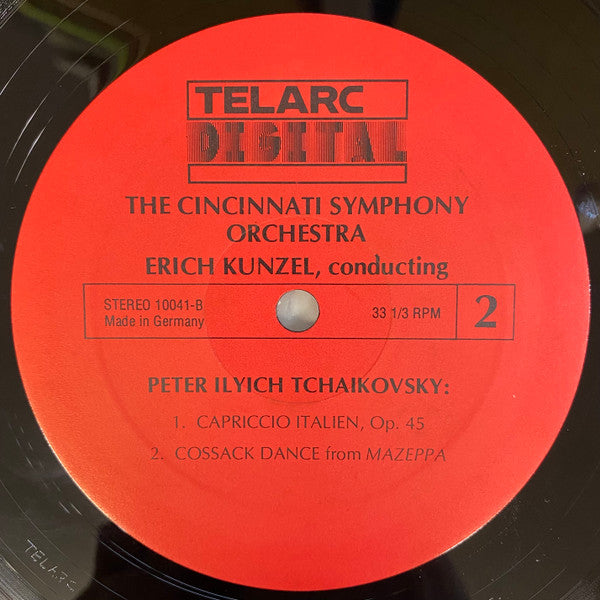 TELARC
DIGITAL
THE CINCINNATI SYMPHONY
ORCHESTRA
ERICH KUNZEL, conducting
STEREO 10041-B
Made in Germany
33 1/3 RPM
2
PETER ILYICH TCHAIKOVSKY:
1. CAPRICCIO ITALIEN, Op. 45
2. COSSACK DANCE from MAZEPPA
TELARC